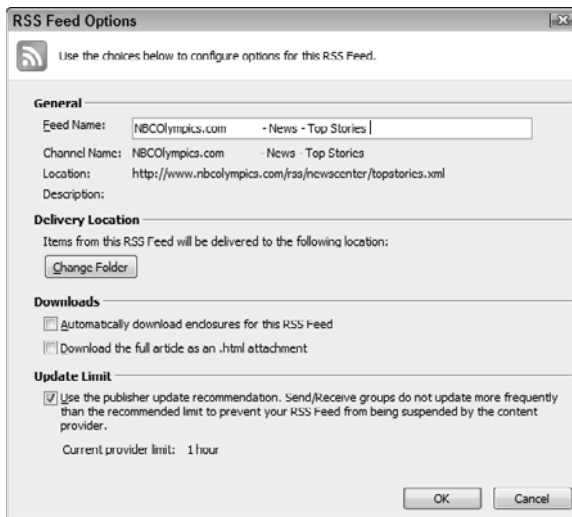 RSS Feed Options
Use the choices below to configure options for this RSS Feed.
General
Feed Name: NBCOlympics.com - News - Top Stories
Channel Name: NBCOlympics.com - News - Top Stories
Location: http://www.nbcolympics.com/rss/newscenter/topstories.xml
Description:
Delivery Location
Items from this RSS Feed will be delivered to the following location:
Change Folder
Downloads
Automatically download enclosures for this RSS Feed
Download the full article as an .html attachment
Update Limit
Use the publisher update recommendation. Send/Receive groups do not update more frequently
than the recommended limit to prevent your RSS Feed from being suspended by the content
provider.
Current provider limit: 1 hour
OK Cancel